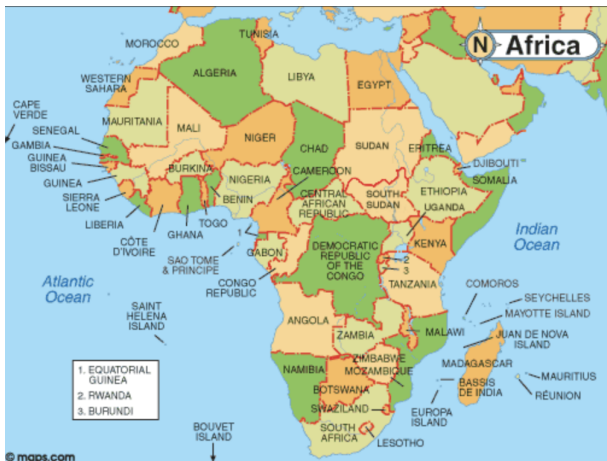 N Africa
TUNISIA
MOROCCO
ALGERIA
LIBYA
EGYPT
WESTERN
SAHARA
CAPE
VERDE
MAURITANIA
MALI
NIGER
CHAD
SUDAN
ERITREA
SENEGAL
GAMBIA
GUINEA
BISSAU
GUINEA
SIERRA
LEONE
LIBERIA
CÔTE
D'IVOIRE
GHANA
TOGO
BENIN
BURKINA
NIGERIA
CAMEROON
CENTRAL
AFRICAN
REPUBLIC
SOUTH
SUDAN
DJIBOUTI
SOMALIA
ETHIOPIA
UGANDA
Indian
Ocean
1
SAO TOME
& PRINCIPE
GABON
CONGO
REPUBLIC
DEMOCRATIC
REPUBLIC
OF THE
CONGO
2
3
KENYA
TANZANIA
Atlantic
Ocean
SAINT
HELENA
ISLAND
COMOROS
SEYCHELLES
MAYOTTE ISLAND
JUAN DE NOVA
ISLAND
ANGOLA
ZAMBIA
MALAWI
ZIMBABWE
MOZAMBIQUE
MADAGASCAR
BASSIS
DE INDIA
MAURITIUS
RÉUNION
EUROPA
ISLAND
NAMIBIA
BOTSWANA
SWAZILAND
SOUTH
AFRICA
LESOTHO
BOUVET
ISLAND
1. EQUATORIAL
GUINEA
2. RWANDA
3. BURUNDI
© maps.com